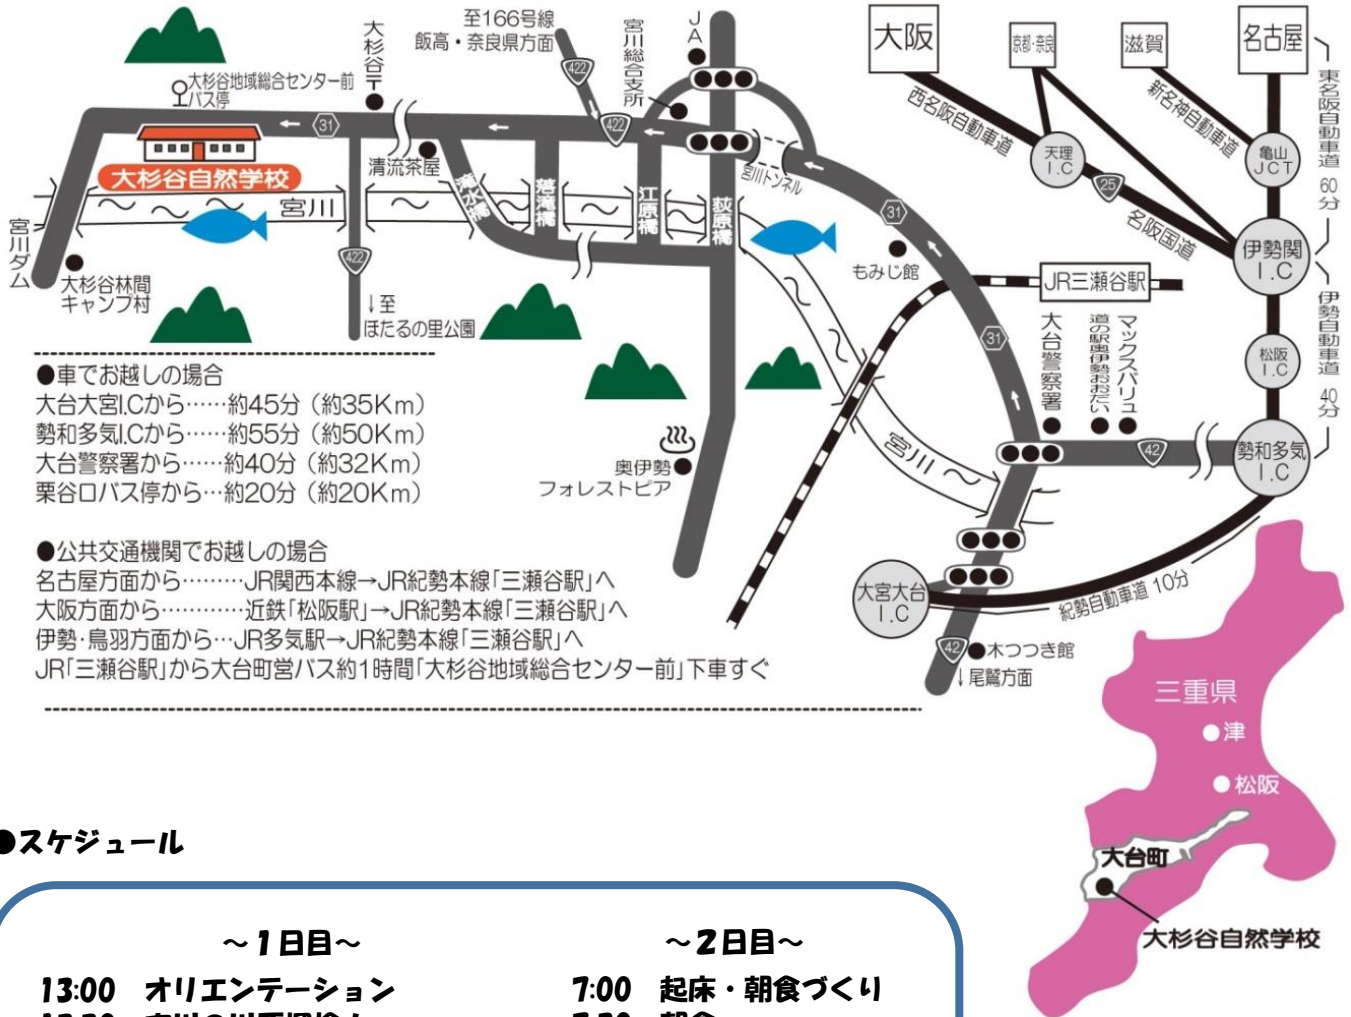 至166号線
飯高・奈良県方面
422
宮川総合支所
JA
大杉谷〒
大杉谷地域総合センター前
バス停
31
422
大杉谷自然学校
清流茶屋
宮川
落滝橋
江原橋
荻原橋
宮川トンネル
31
もみじ館
宮川ダム
大杉谷林間
キャンプ村
422
↓至
ほたるの里公園
大阪
京都・奈良
滋賀
名古屋
西名阪自動車道
新名神自動車道
東名阪自動車道 60分
天理
I.C
亀山
JCT
25
名阪国道
伊勢関
I.C
伊勢自動車道 40分
JR三瀬谷駅
31
大台警察署
道の駅奥伊勢おおだい
マックスバリュ
松阪
I.C
42
勢和多気
I.C
宮川
奥伊勢
フォレストピア
大宮大台
I.C
紀勢自動車道 10分
42
木つつき館
↓尾鷲方面
●車でお越しの場合
大台大宮I.Cから……約45分（約35Km）
勢和多気I.Cから……約55分（約50Km）
大台警察署から……約40分（約32Km）
栗谷口バス停から…約20分（約20Km）
●公共交通機関でお越しの場合
名古屋方面から………JR関西本線→JR紀勢本線「三瀬谷駅」へ
大阪方面から…………近鉄「松阪駅」→JR紀勢本線「三瀬谷駅」へ
伊勢・鳥羽方面から…JR多気駅→JR紀勢本線「三瀬谷駅」へ
JR「三瀬谷駅」から大台町営バス約1時間「大杉谷地域総合センター前」下車すぐ
三重県
津
松阪
大台町
大杉谷自然学校
●スケジュール
～1日目～
13:00 オリエンテーション
～2日目～
7:00 起床・朝食づくり